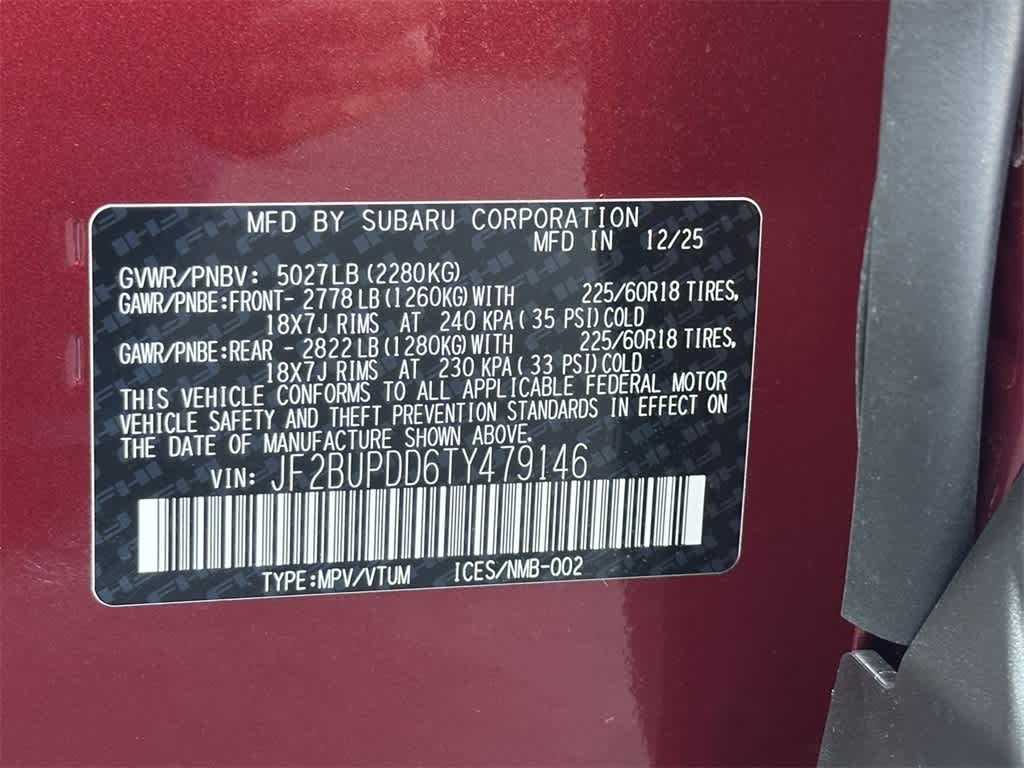 MFD BY SUBARU CORPORATION
MFD IN 12/25
GVWR/PNBV: 5027LB (2280KG)
GAWR/PNBE:FRONT- 2778 LB (1260KG) WITH 225/60R18 TIRES,
18X7J RIMS AT 240 KPA ( 35 PSI) COLD
GAWR/PNBE:REAR - 2822 LB (1280KG) WITH 225/60R18 TIRES,
18X7J RIMS AT 230 KPA ( 33 PSI) COLD
THIS VEHICLE CONFORMS TO ALL APPLICABLE FEDERAL MOTOR
VEHICLE SAFETY AND THEFT PREVENTION STANDARDS IN EFFECT ON
THE DATE OF MANUFACTURE SHOWN ABOVE.
VIN: JF2BUPDD6TY479146
TYPE:MPV/VTUM ICES/NMB-002